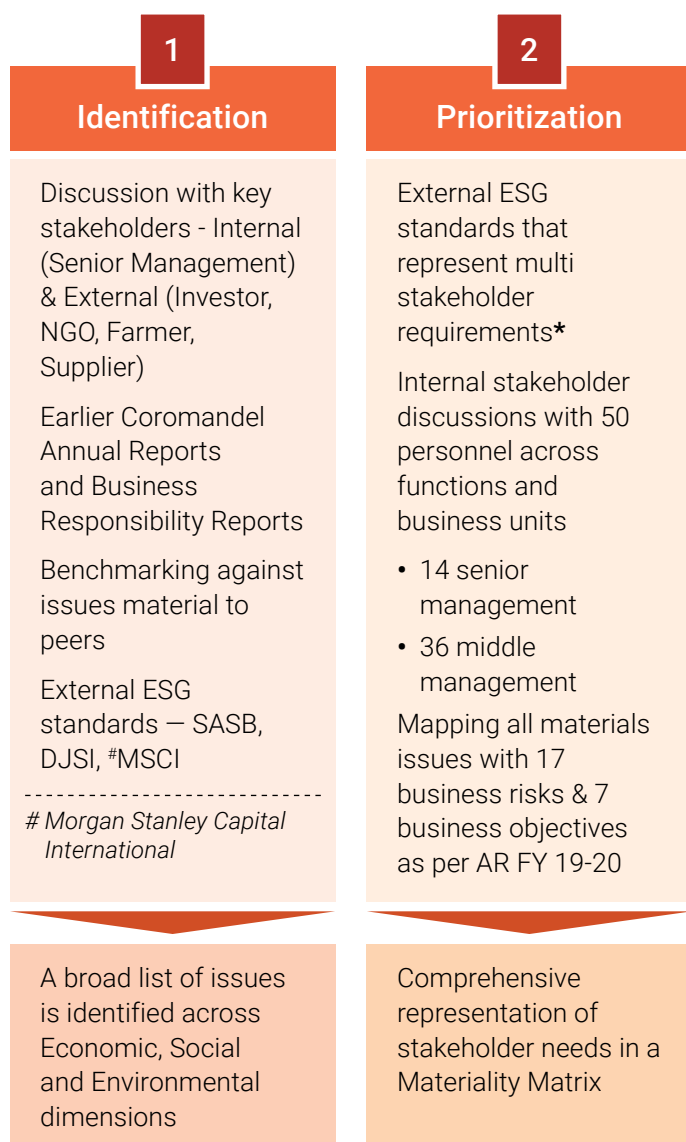 1
Identification
Discussion with key
stakeholders - Internal
(Senior Management)
& External (Investor,
NGO, Farmer,
Supplier)
Earlier Coromandel
Annual Reports
and Business
Responsibility Reports
Benchmarking against
issues material to
peers
External ESG
standards — SASB,
DJSI, #MSCI
# Morgan Stanley Capital
International
A broad list of issues
is identified across
Economic, Social
and Environmental
dimensions
2
Prioritization
External ESG
standards that
represent multi
stakeholder
requirements*
Internal stakeholder
discussions with 50
personnel across
functions and
business units
• 14 senior
management
• 36 middle
management
Mapping all materials
issues with 17
business risks & 7
business objectives
as per AR FY 19-20
Comprehensive
representation of
stakeholder needs in a
Materiality Matrix